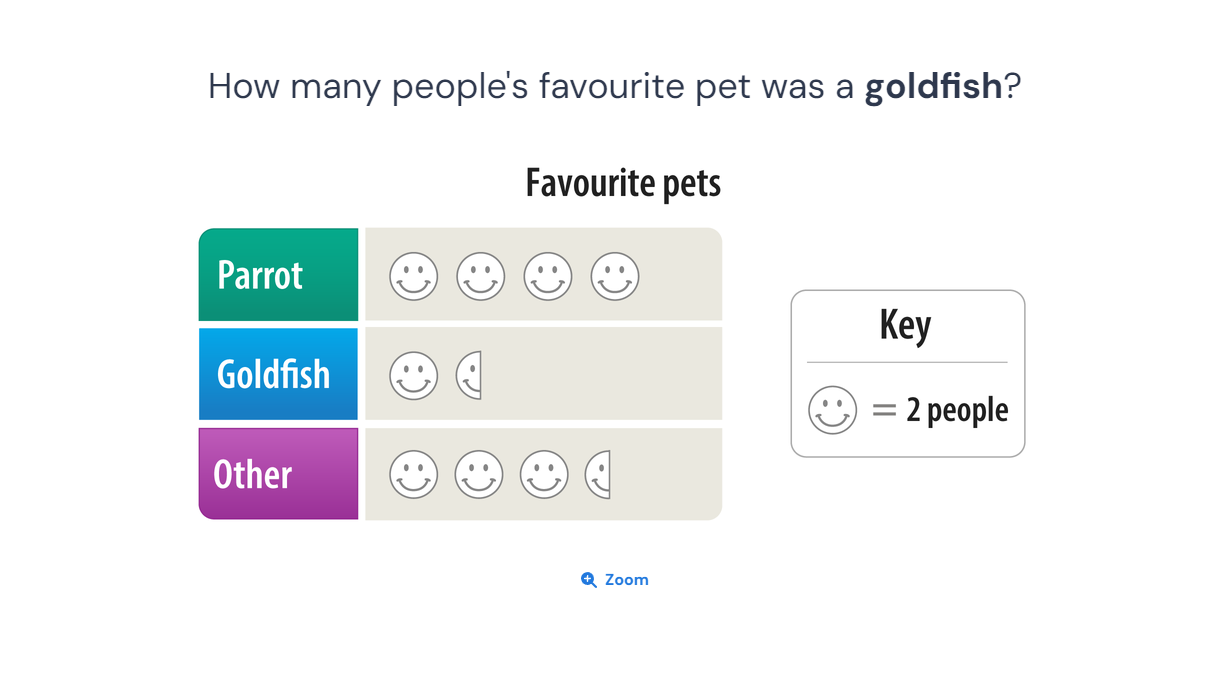 How many people's favourite pet was a goldfish?
Favourite pets
Parrot
Goldfish
Other
Key
= 2 people
Zoom